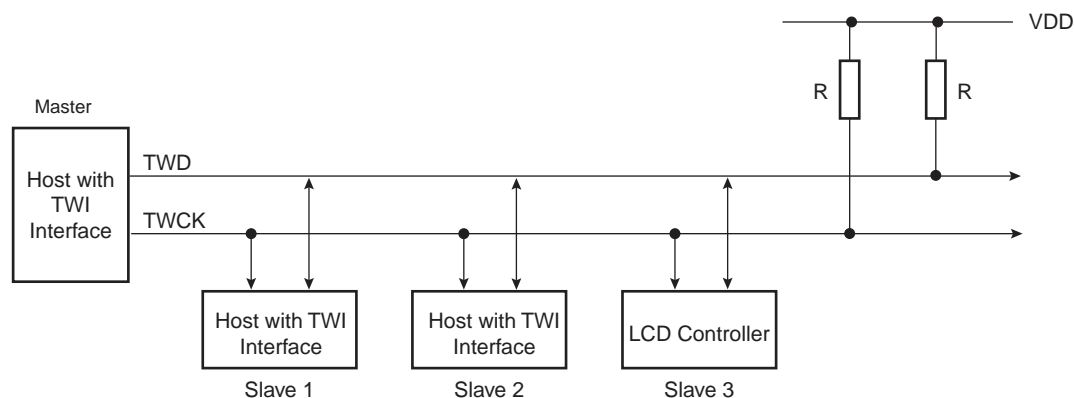 VDD
R
R
Master
Host with
TWI
Interface
TWD
TWCK
Host with TWI
Interface
Slave 1
Host with TWI
Interface
Slave 2
LCD Controller
Slave 3